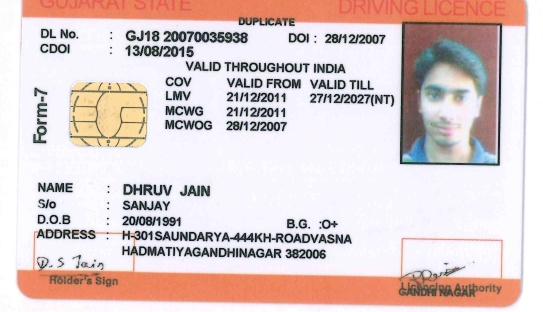 GUJARAT STATE DRIVING LICENCE
DUPLICATE
DL No. : GJ18 20070035938 DOI : 28/12/2007
CDOI : 13/08/2015
VALID THROUGHOUT INDIA
COV VALID FROM VALID TILL
LMV 21/12/2011 27/12/2027(NT)
MCWG 21/12/2011
MCWOG 28/12/2007
Form-7
NAME : DHRUV JAIN
S/o : SANJAY
D.O.B : 20/08/1991 B.G. :O+
ADDRESS : H-301SAUNDARYA-444KH-ROADVASNA
HADMATIYAGANDHINAGAR 382006
D. S Jain
Holder's Sign
Licencing Authority
GANDHI NAGAR